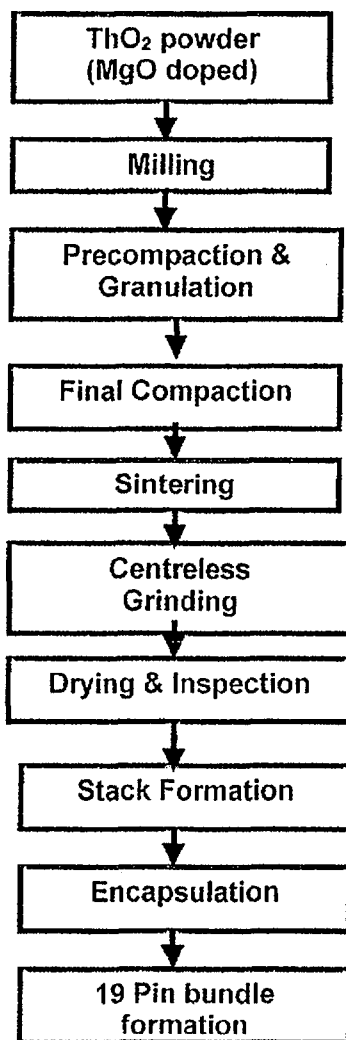 ThO₂ powder
(MgO doped)
Milling
Precompaction &
Granulation
Final Compaction
Sintering
Centreless
Grinding
Drying & Inspection
Stack Formation
Encapsulation
19 Pin bundle
formation